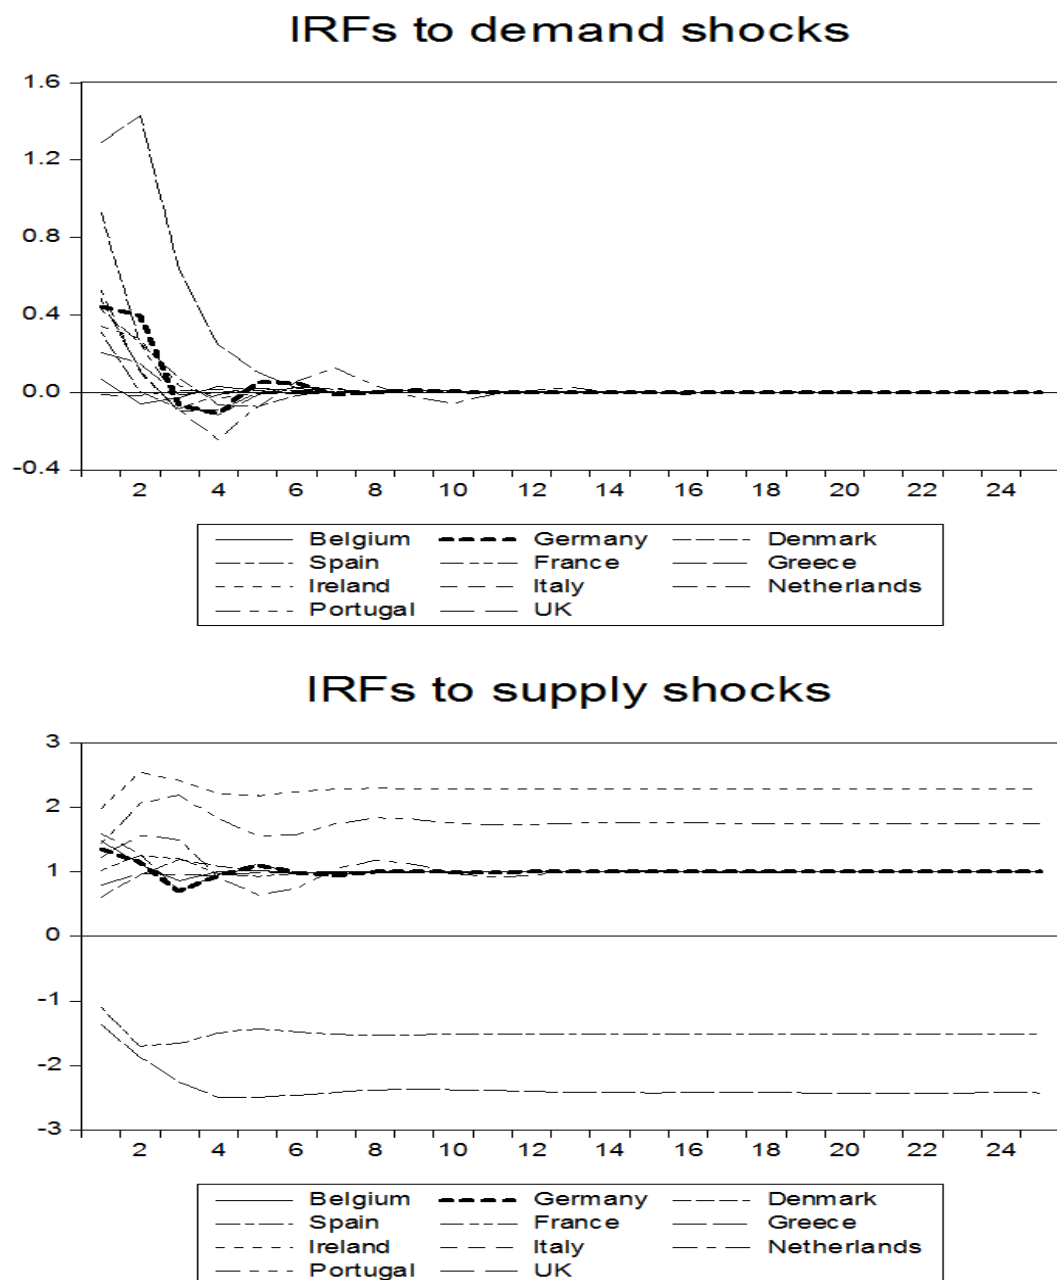 IRFs to demand shocks
1.6
1.2
0.8
0.4
0.0
-0.4
2 4 6 8 10 12 14 16 18 20 22 24
Belgium Germany Denmark
Spain France Greece
Ireland Italy Netherlands
Portugal UK
IRFs to supply shocks
3
2
1
0
-1
-2
-3
2 4 6 8 10 12 14 16 18 20 22 24
Belgium Germany Denmark
Spain France Greece
Ireland Italy Netherlands
Portugal UK